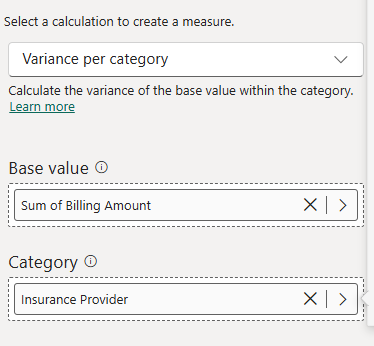 Select a calculation to create a measure.
Variance per category
Calculate the variance of the base value within the category.
Learn more
Base value
Sum of Billing Amount
Category
Insurance Provider